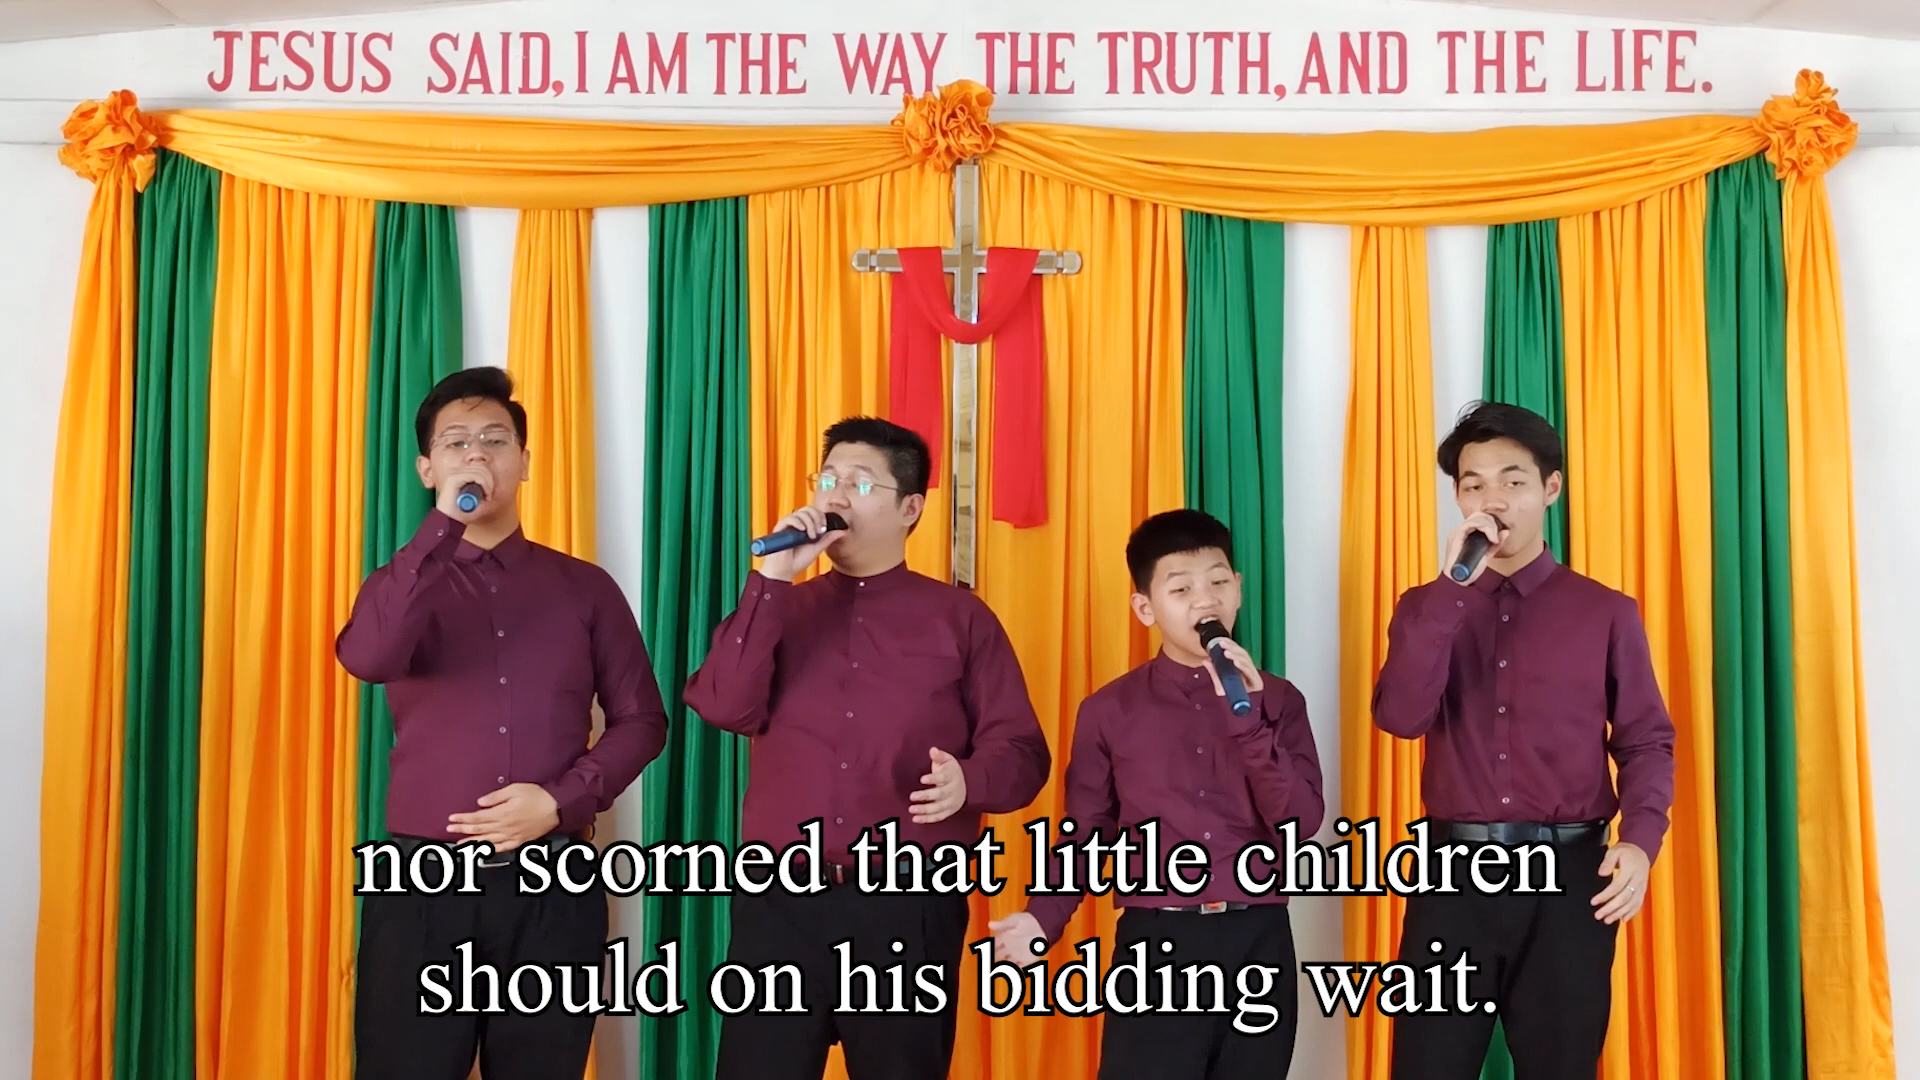 JESUS SAID, I AM THE WAY THE TRUTH, AND THE LIFE.
nor scorned that little children
should on his bidding wait.